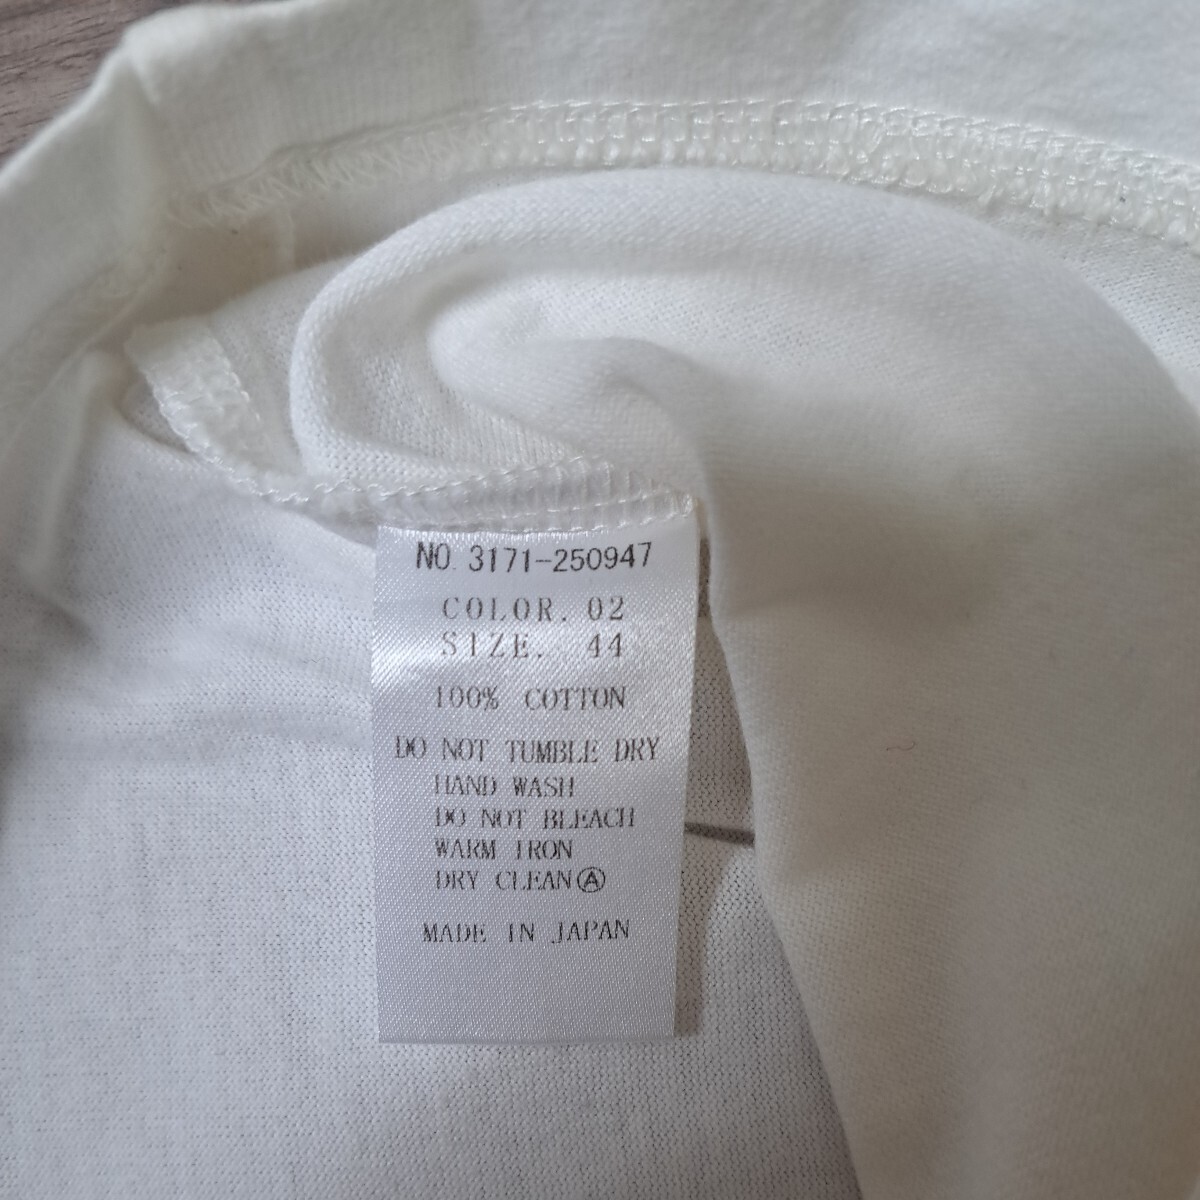 NO. 3171-250947
COLOR. 02
SIZE. 44
100% COTTON
DO NOT TUMBLE DRY
HAND WASH
DO NOT BLEACH
WARM IRON
DRY CLEAN Ⓐ
MADE IN JAPAN